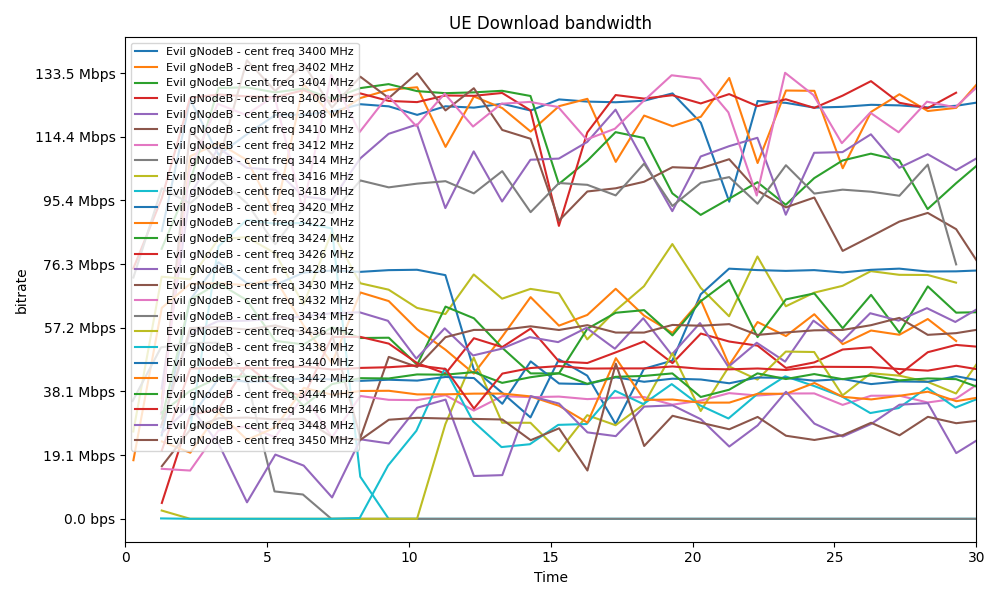 UE Download bandwidth
133.5 Mbps
114.4 Mbps
95.4 Mbps
76.3 Mbps
57.2 Mbps
38.1 Mbps
19.1 Mbps
0.0 bps
bitrate
Evil gNodeB - cent freq 3400 MHz
Evil gNodeB - cent freq 3402 MHz
Evil gNodeB - cent freq 3404 MHz
Evil gNodeB - cent freq 3406 MHz
Evil gNodeB - cent freq 3408 MHz
Evil gNodeB - cent freq 3410 MHz
Evil gNodeB - cent freq 3412 MHz
Evil gNodeB - cent freq 3414 MHz
Evil gNodeB - cent freq 3416 MHz
Evil gNodeB - cent freq 3418 MHz
Evil gNodeB - cent freq 3420 MHz
Evil gNodeB - cent freq 3422 MHz
Evil gNodeB - cent freq 3424 MHz
Evil gNodeB - cent freq 3426 MHz
Evil gNodeB - cent freq 3428 MHz
Evil gNodeB - cent freq 3430 MHz
Evil gNodeB - cent freq 3432 MHz
Evil gNodeB - cent freq 3434 MHz
Evil gNodeB - cent freq 3436 MHz
Evil gNodeB - cent freq 3438 MHz
Evil gNodeB - cent freq 3440 MHz
Evil gNodeB - cent freq 3442 MHz
Evil gNodeB - cent freq 3444 MHz
Evil gNodeB - cent freq 3446 MHz
Evil gNodeB - cent freq 3448 MHz
Evil gNodeB - cent freq 3450 MHz
0 5 10 15 20 25 30
Time